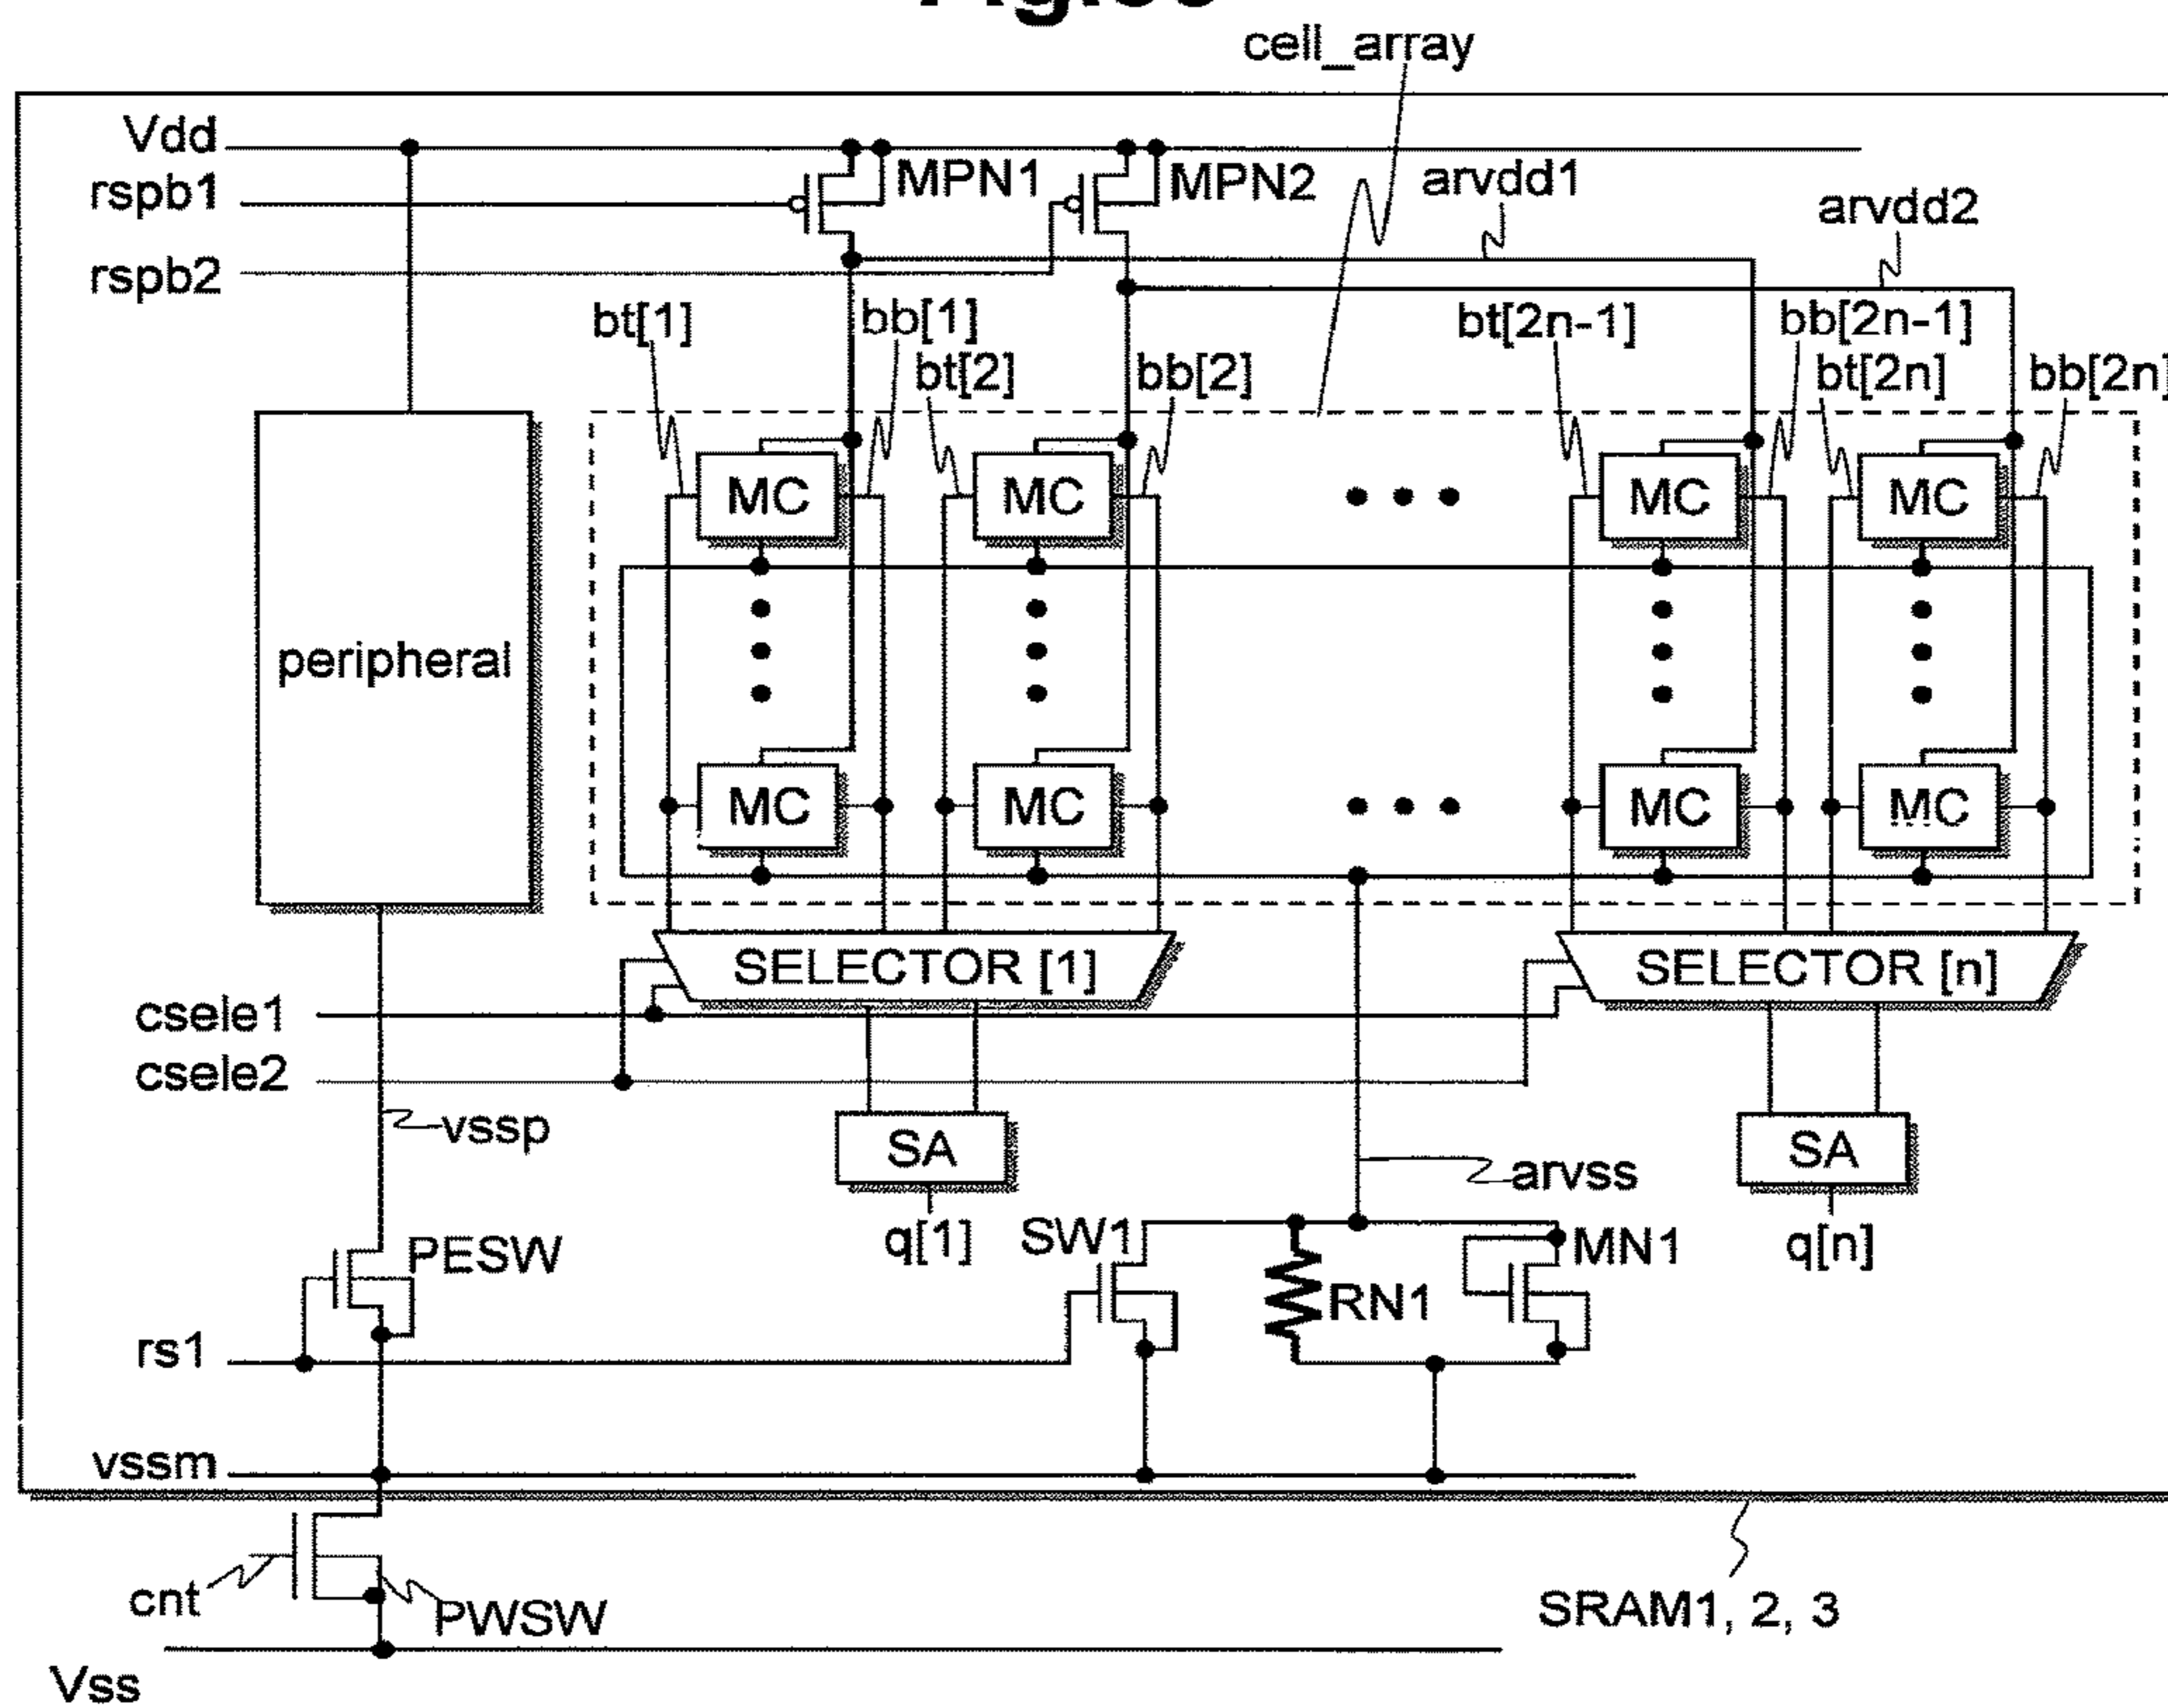 cell_array
Vdd
rspb1
MPN1
MPN2
arvdd1
arvdd2
rspb2
bt[1]
bb[1]
bt[2]
bb[2]
bt[2n-1]
bb[2n-1]
bt[2n]
bb[2n]
MC MC MC MC
peripheral
MC MC MC MC
SELECTOR [1]
SELECTOR [n]
csele1
csele2
vssp
SA
SA
arvss
q[1]
SW1
RN1
MN1
q[n]
PESW
rs1
vssm
cnt
PWSW
SRAM1, 2, 3
Vss